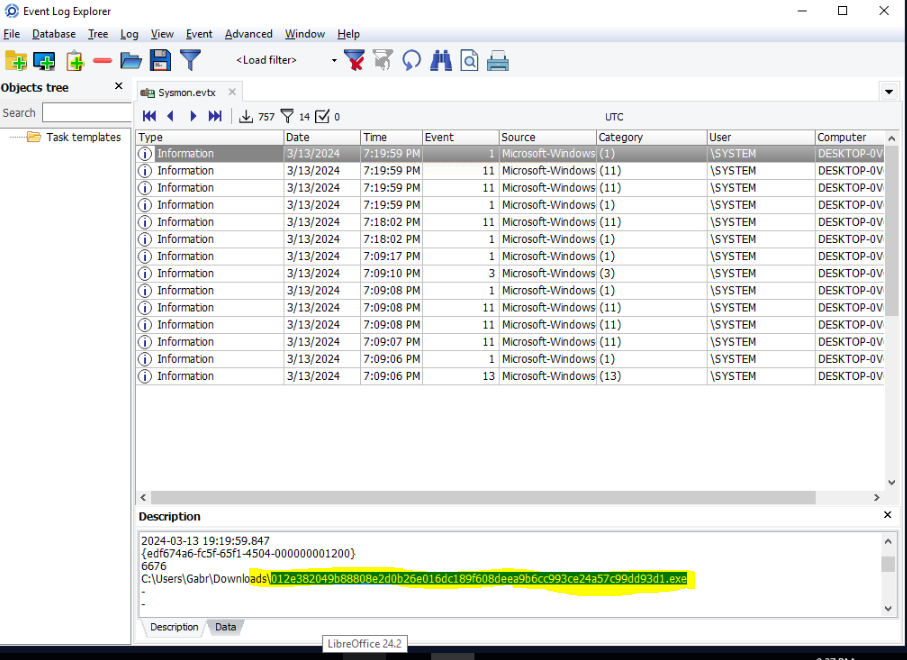 Event Log Explorer
File Database Tree Log View Event Advanced Window Help
<Load filter>
Objects tree
Sysmon.evtx
Search
757 14 0 UTC
Task templates
Type Date Time Event Source Category User Computer
Information 3/13/2024 7:19:59 PM 1 Microsoft-Windows (1) \SYSTEM DESKTOP-0V
Information 3/13/2024 7:19:59 PM 11 Microsoft-Windows (11) \SYSTEM DESKTOP-0V
Information 3/13/2024 7:19:59 PM 11 Microsoft-Windows (11) \SYSTEM DESKTOP-0V
Information 3/13/2024 7:19:59 PM 1 Microsoft-Windows (1) \SYSTEM DESKTOP-0V
Information 3/13/2024 7:18:02 PM 11 Microsoft-Windows (11) \SYSTEM DESKTOP-0V
Information 3/13/2024 7:18:02 PM 1 Microsoft-Windows (1) \SYSTEM DESKTOP-0V
Information 3/13/2024 7:09:17 PM 1 Microsoft-Windows (1) \SYSTEM DESKTOP-0V
Information 3/13/2024 7:09:10 PM 3 Microsoft-Windows (3) \SYSTEM DESKTOP-0V
Information 3/13/2024 7:09:08 PM 1 Microsoft-Windows (1) \SYSTEM DESKTOP-0V
Information 3/13/2024 7:09:08 PM 11 Microsoft-Windows (11) \SYSTEM DESKTOP-0V
Information 3/13/2024 7:09:08 PM 11 Microsoft-Windows (11) \SYSTEM DESKTOP-0V
Information 3/13/2024 7:09:07 PM 11 Microsoft-Windows (11) \SYSTEM DESKTOP-0V
Information 3/13/2024 7:09:06 PM 1 Microsoft-Windows (1) \SYSTEM DESKTOP-0V
Information 3/13/2024 7:09:06 PM 13 Microsoft-Windows (13) \SYSTEM DESKTOP-0V
Description
2024-03-13 19:19:59.847
{edf674a6-fc5f-65f1-4504-000000001200}
6676
C:\Users\Gabr\Downloads\012e382049b88808e2d0b26e016dc189f608deea9b6cc993ce24a57c99dd93d1.exe
-
-
Description Data
LibreOffice 24.2